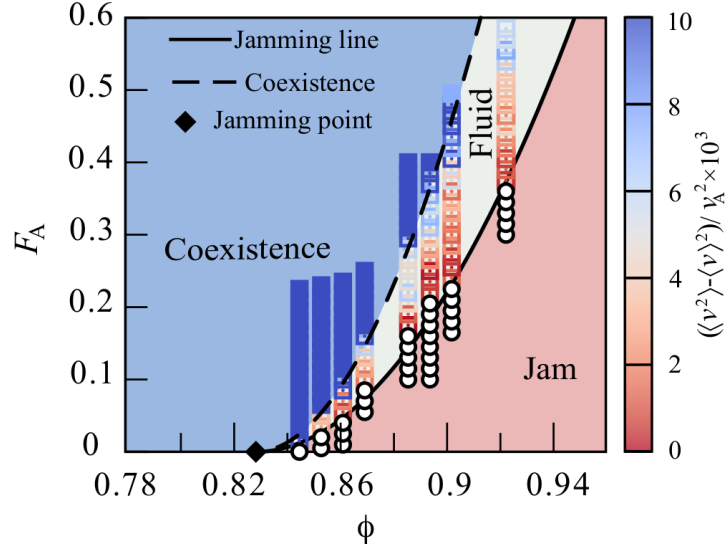 0.6
0.5
0.4
0.3
0.2
0.1
0
F_A
Jamming line
Coexistence
Jamming point
Coexistence
Fluid
Jam
0.78 0.82 0.86 0.9 0.94
ϕ
10
8
6
4
2
0
(⟨v²⟩-⟨v⟩²)/v_A²×10³